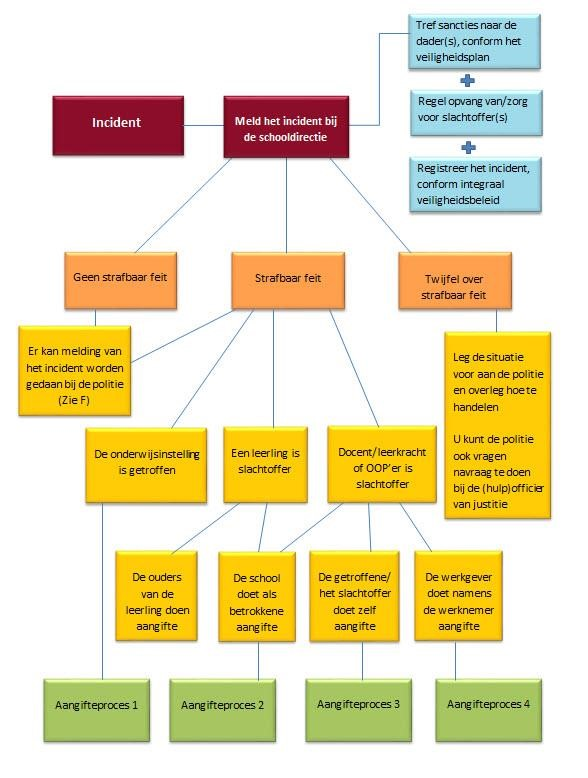 Tref sancties naar de
dader(s), conform het
veiligheidsplan
Regel opvang van/zorg
voor slachtoffer(s)
Registreer het incident,
conform integraal
veiligheidsbeleid
Incident
Meld het incident bij
de schooldirectie
Geen strafbaar feit
Strafbaar feit
Twijfel over
strafbaar feit
Er kan melding van
het incident worden
gedaan bij de politie
(Zie F)
Leg de situatie
voor aan de politie
en overleg hoe te
handelen
U kunt de politie
ook vragen
navraag te doen
bij de (hulp)officier
van justitie
De onderwijsinstelling
is getroffen
Een leerling is
slachtoffer
Docent/leerkracht
of OOP'er is
slachtoffer
De ouders
van de
leerling doen
aangifte
De school
doet als
betrokkene
aangifte
De getroffene/
het slachtoffer
doet zelf
aangifte
De werkgever
doet namens
de werknemer
aangifte
Aangifteproces 1
Aangifteproces 2
Aangifteproces 3
Aangifteproces 4